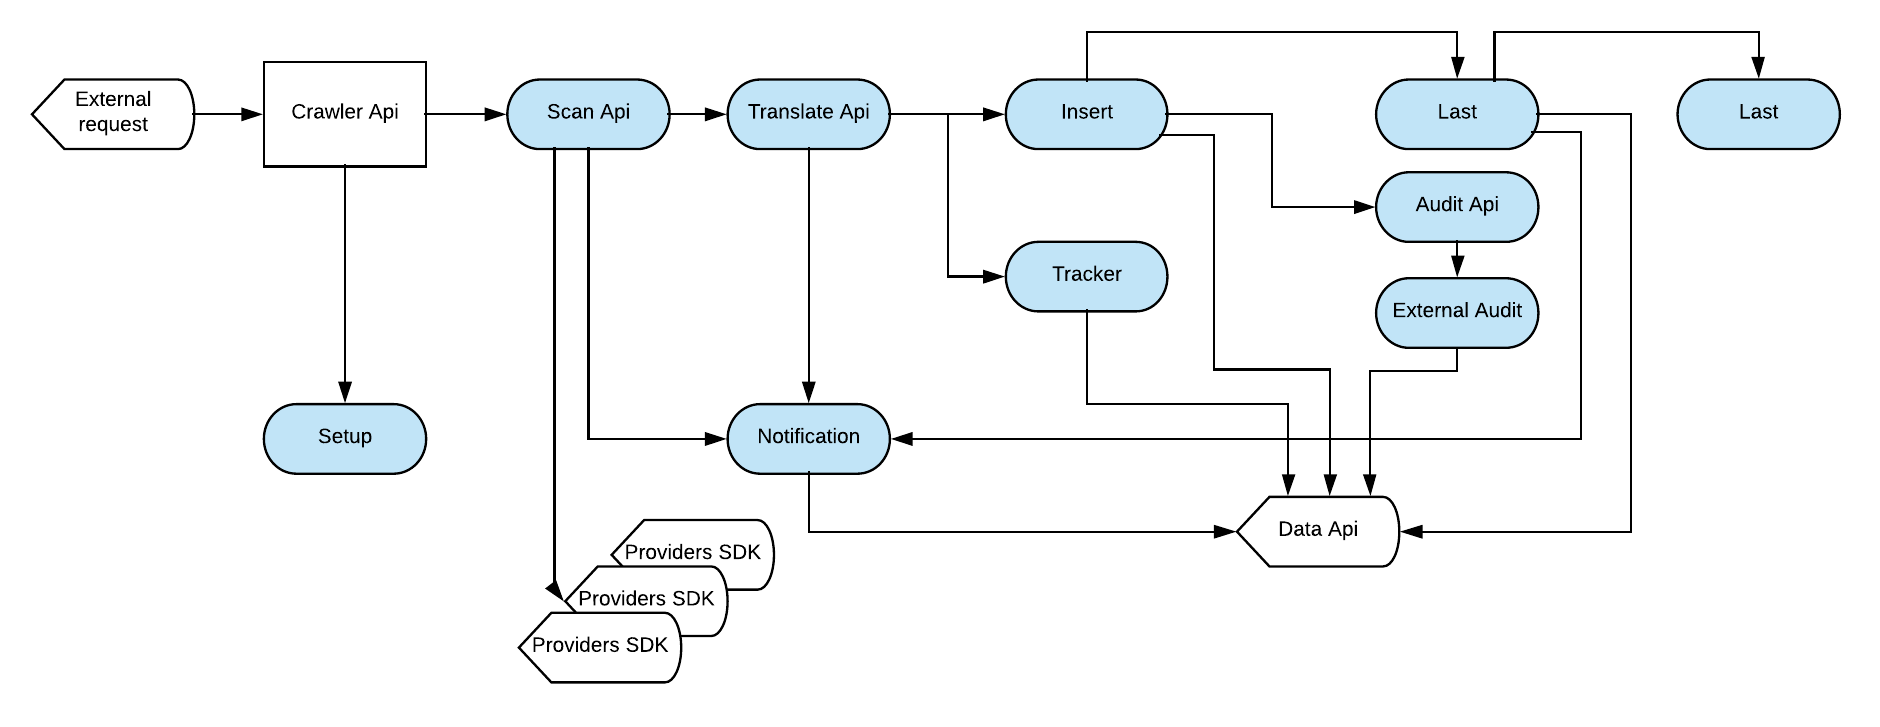 External
request
Crawler Api
Scan Api
Translate Api
Insert
Last
Last
Audit Api
Tracker
External Audit
Setup
Notification
Data Api
Providers SDK
Providers SDK
Providers SDK